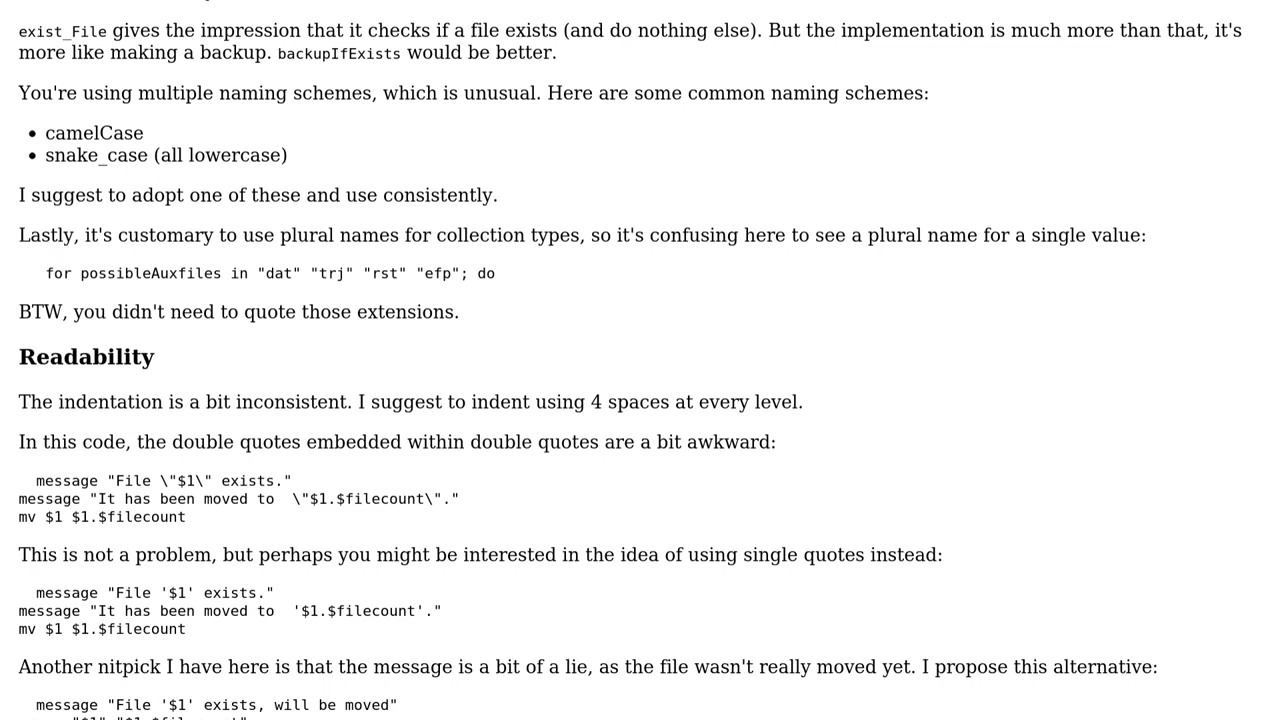 exist_File gives the impression that it checks if a file exists (and do nothing else). But the implementation is much more than that, it's
more like making a backup. backupIfExists would be better.
You're using multiple naming schemes, which is unusual. Here are some common naming schemes:
• camelCase
• snake_case (all lowercase)
I suggest to adopt one of these and use consistently.
Lastly, it's customary to use plural names for collection types, so it's confusing here to see a plural name for a single value:
for possibleAuxfiles in "dat" "trj" "rst" "efp"; do
BTW, you didn't need to quote those extensions.
Readability
The indentation is a bit inconsistent. I suggest to indent using 4 spaces at every level.
In this code, the double quotes embedded within double quotes are a bit awkward:
message "File \"$1\" exists."
message "It has been moved to  \"$1.$filecount\"."
mv $1 $1.$filecount
This is not a problem, but perhaps you might be interested in the idea of using single quotes instead:
message "File '$1' exists."
message "It has been moved to  '$1.$filecount'."
mv $1 $1.$filecount
Another nitpick I have here is that the message is a bit of a lie, as the file wasn't really moved yet. I propose this alternative:
message "File '$1' exists, will be moved"